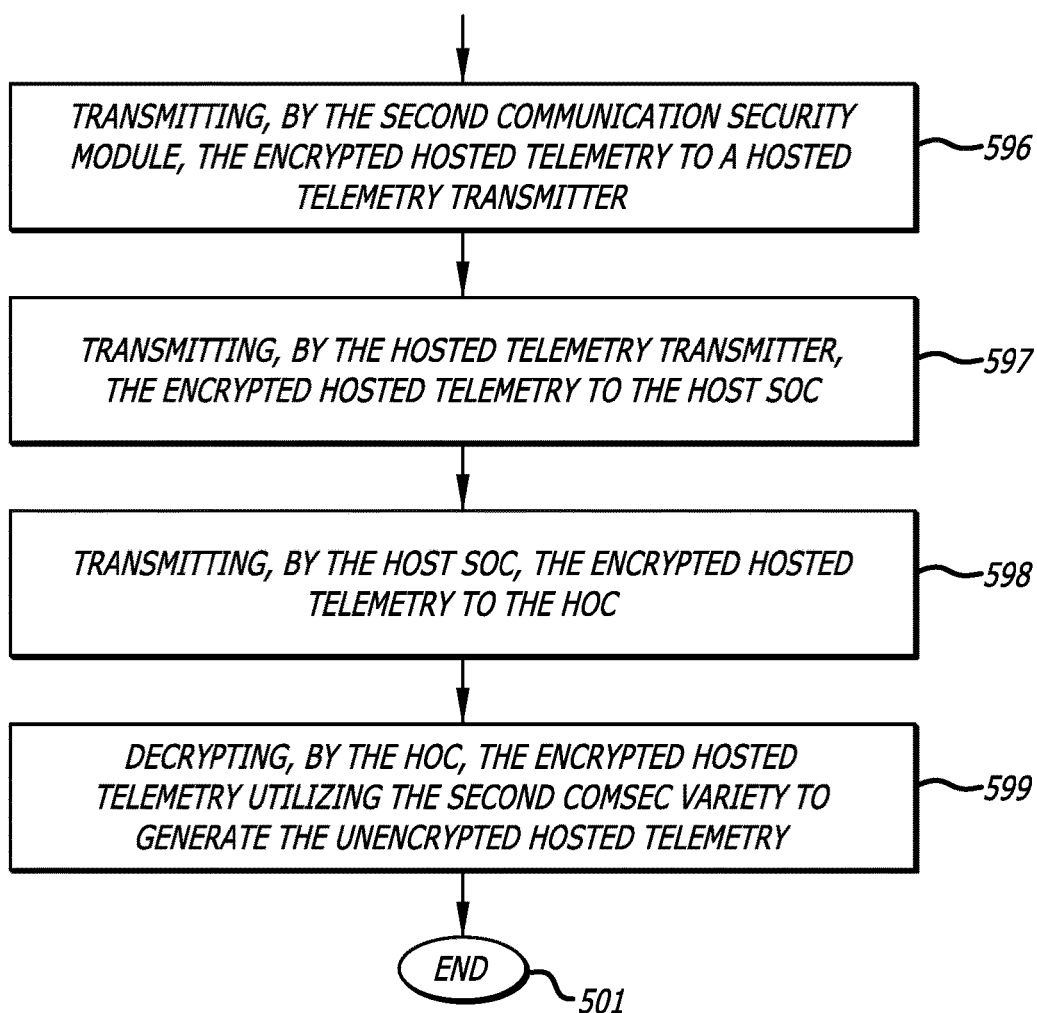 TRANSMITTING, BY THE SECOND COMMUNICATION SECURITY
MODULE, THE ENCRYPTED HOSTED TELEMETRY TO A HOSTED
TELEMETRY TRANSMITTER
596
TRANSMITTING, BY THE HOSTED TELEMETRY TRANSMITTER,
THE ENCRYPTED HOSTED TELEMETRY TO THE HOST SOC
597
TRANSMITTING, BY THE HOST SOC, THE ENCRYPTED HOSTED
TELEMETRY TO THE HOC
598
DECRYPTING, BY THE HOC, THE ENCRYPTED HOSTED
TELEMETRY UTILIZING THE SECOND COMSEC VARIETY TO
GENERATE THE UNENCRYPTED HOSTED TELEMETRY
599
END
501